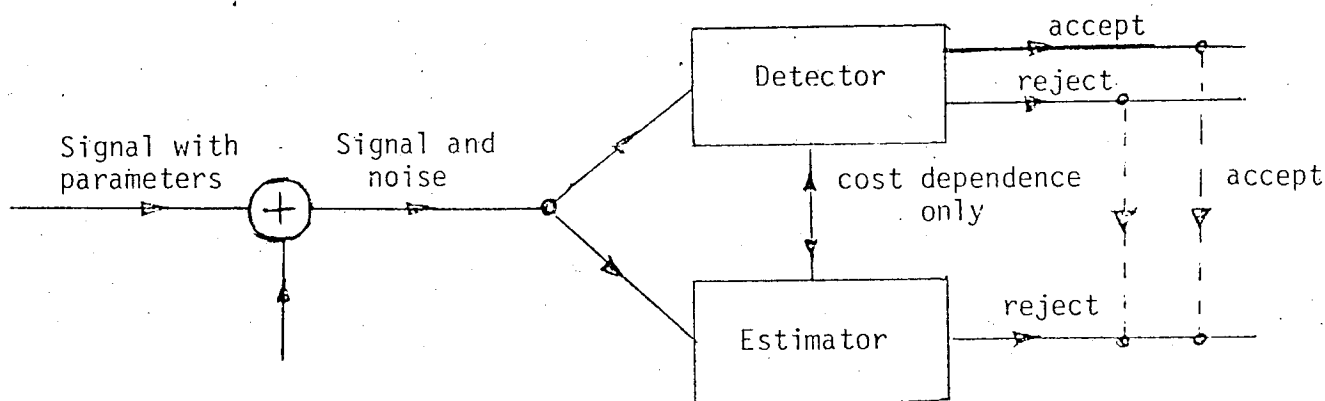 accept
Detector
reject
Signal with
parameters
Signal and
noise
+
cost dependence
only
accept
reject
Estimator